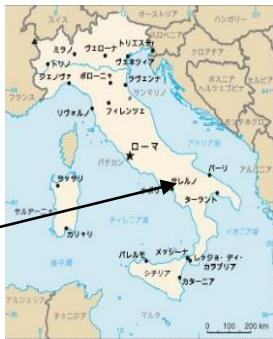 スイス
オーストリア
ハンガリー
スロベニア
クロアチア
ボスニア
ヘルツェゴビナ
フランス
ミラノ
ヴェローナ
トリエステ
トリノ
ヴェネツィア
ジェノヴァ
ボローニャ
ラヴェンナ
サンマリノ
リヴォルノ
フィレンツェ
ローマ
バチカン
アドリア海
サレルノ
バーリ
ターラント
サッサリ
サルデーニャ
カリャリ
ティレニア海
イオニア海
地中海
パレルモ
メッシーナ
レッジョ・ディ・
カラブリア
シチリア
カターニア
アルジェリア
チュニジア
マルタ
0 100 200 km